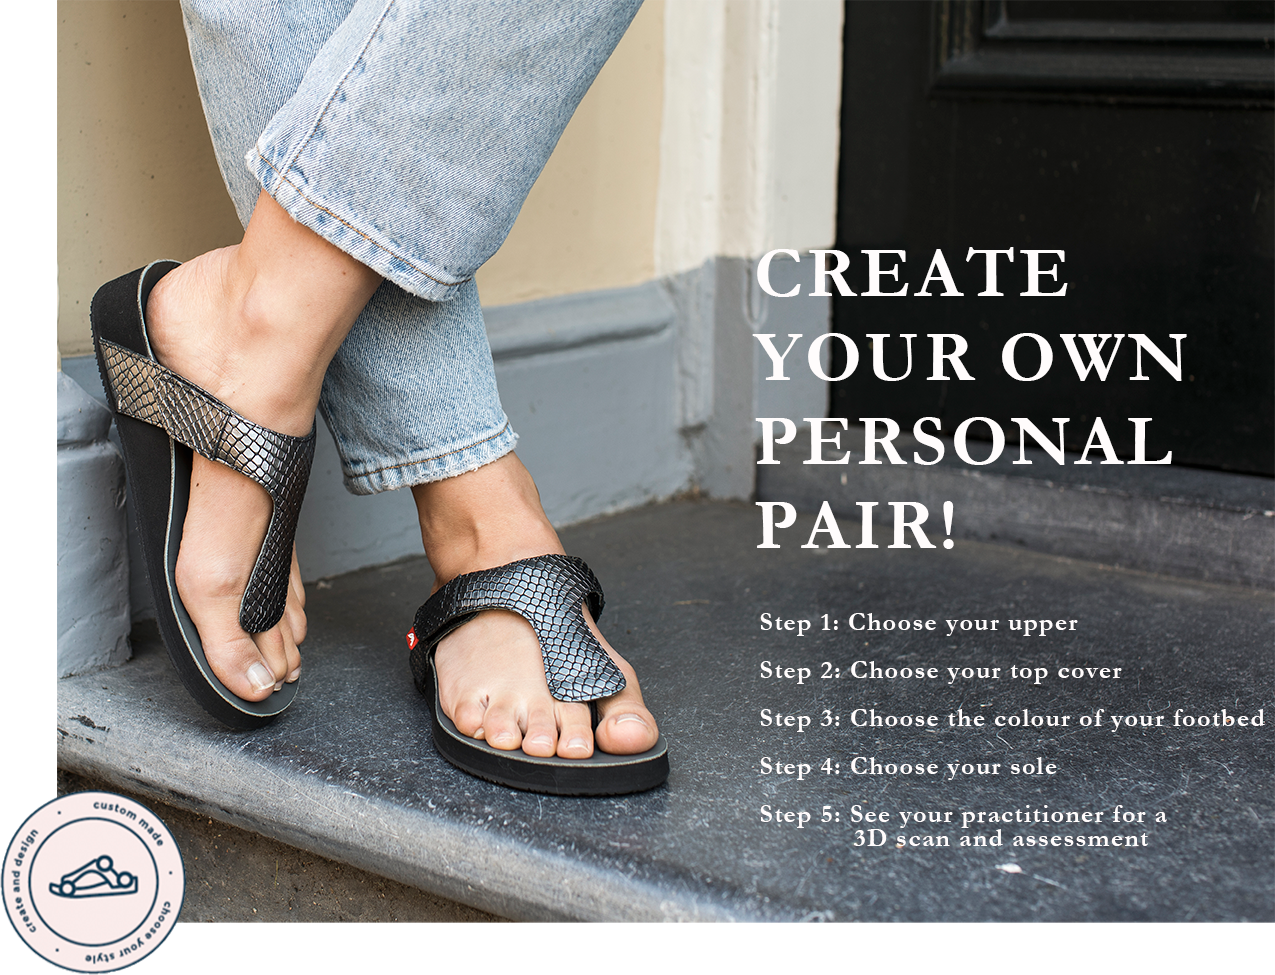 CREATE
YOUR OWN
PERSONAL
PAIR!
Step 1: Choose your upper
Step 2: Choose your top cover
Step 3: Choose the colour of your footbed
Step 4: Choose your sole
Step 5: See your practitioner for a
3D scan and assessment
custom made
choose your style
create and design